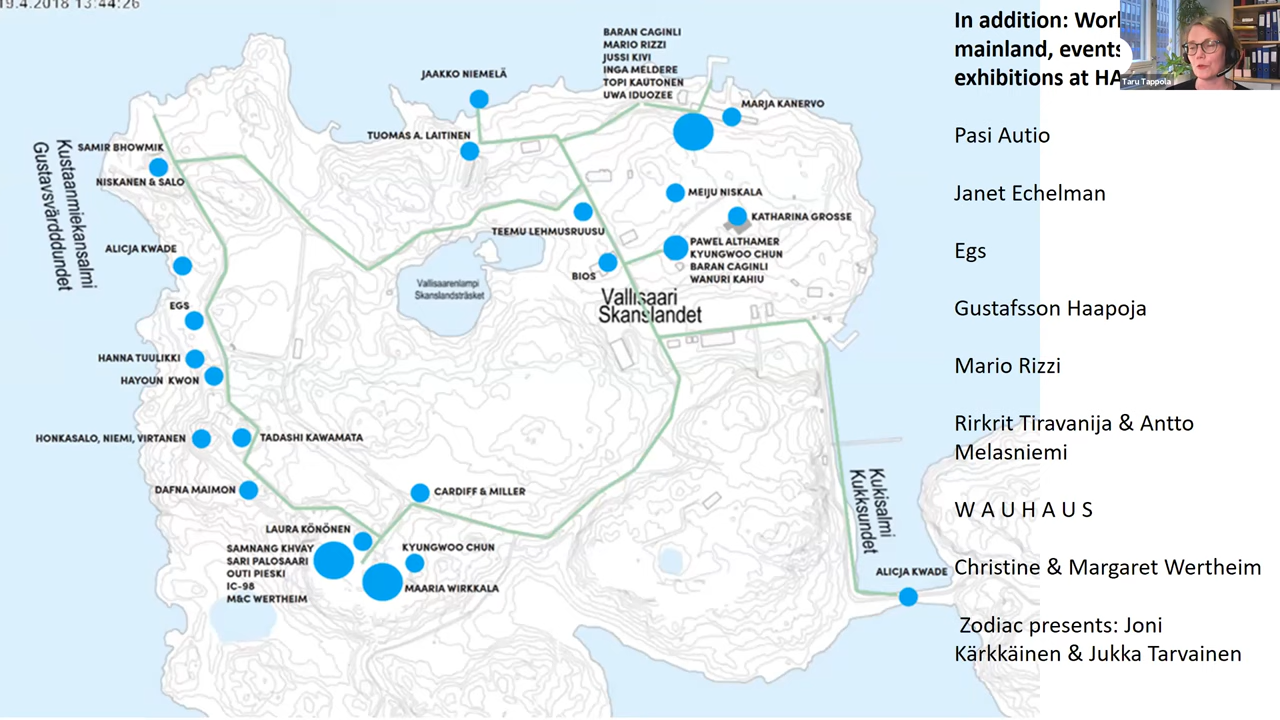 19.4.2018 13:44:26
BARAN CAGINLI
MARIO RIZZI
JUSSI KIVI
INGA MELDERE
TOPI KAUTONEN
UWA IDUOZEE
JAAKKO NIEMELÄ
MARJA KANERVO
TUOMAS A. LAITINEN
SAMIR BHOWMIK
NISKANEN & SALO
Kustaanmiekansalmi
Gustavsvärdddundet
MEIJU NISKALA
KATHARINA GROSSE
TEEMU LEHMUSRUUSU
PAWEL ALTHAMER
KYUNGWOO CHUN
BARAN CAGINLI
WANURI KAHIU
ALICJA KWADE
BIOS
Vallisaarenlampi
Skanslandsträsket
Vallisaari
Skanslandet
EGS
HANNA TUULIKKI
HAYOUN KWON
HONKASALO, NIEMI, VIRTANEN
TADASHI KAWAMATA
DAFNA MAIMON
CARDIFF & MILLER
Kukisalmi
Kukksundet
LAURA KÖNÖNEN
SAMNANG KHVAY
SARI PALOSAARI
OUTI PIESKI
IC-98
M&C WERTHEIM
KYUNGWOO CHUN
MAARIA WIRKKALA
ALICJA KWADE
In addition:
mainland, events
exhibitions at
Taru Tappola
Pasi Autio
Janet Echelman
Egs
Gustafsson Haapoja
Mario Rizzi
Rirkrit Tiravanija & Antto
Melasniemi
W A U H A U S
Christine & Margaret Wertheim
Zodiac presents: Joni
Kärkkäinen & Jukka Tarvainen